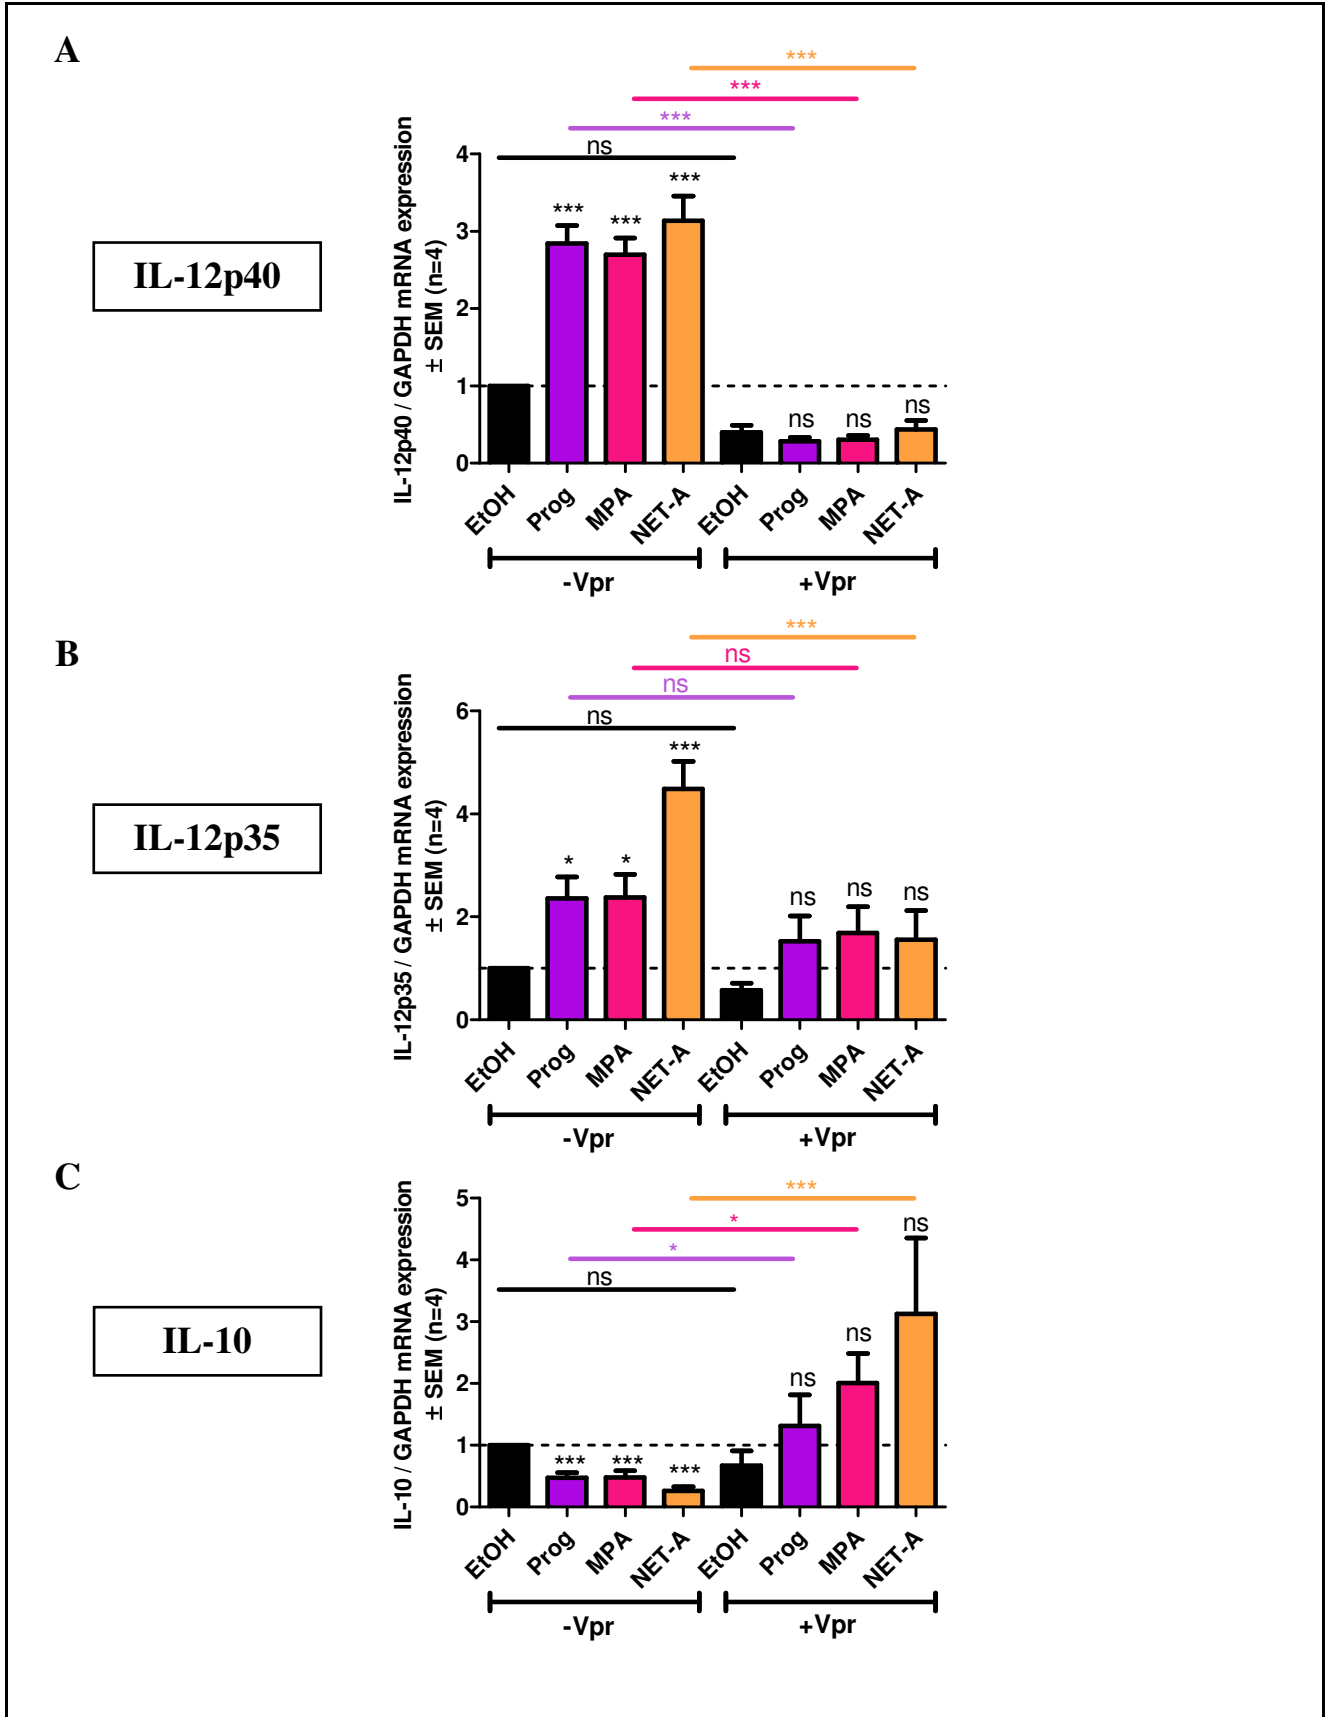 A
***
***
***
ns
IL-12p40 / GAPDH mRNA expression
± SEM (n=4)
4
3
2
1
0
***
***
***
ns
ns
ns
IL-12p40
EtOH
Prog
MPA
NET-A
EtOH
Prog
MPA
NET-A
-Vpr
+Vpr
B
***
ns
ns
ns
IL-12p35 / GAPDH mRNA expression
± SEM (n=4)
6
4
2
0
*
*
***
ns
ns
ns
IL-12p35
EtOH
Prog
MPA
NET-A
EtOH
Prog
MPA
NET-A
-Vpr
+Vpr
C
***
*
*
ns
IL-10 / GAPDH mRNA expression
± SEM (n=4)
5
4
3
2
1
0
***
***
***
ns
ns
ns
IL-10
EtOH
Prog
MPA
NET-A
EtOH
Prog
MPA
NET-A
-Vpr
+Vpr